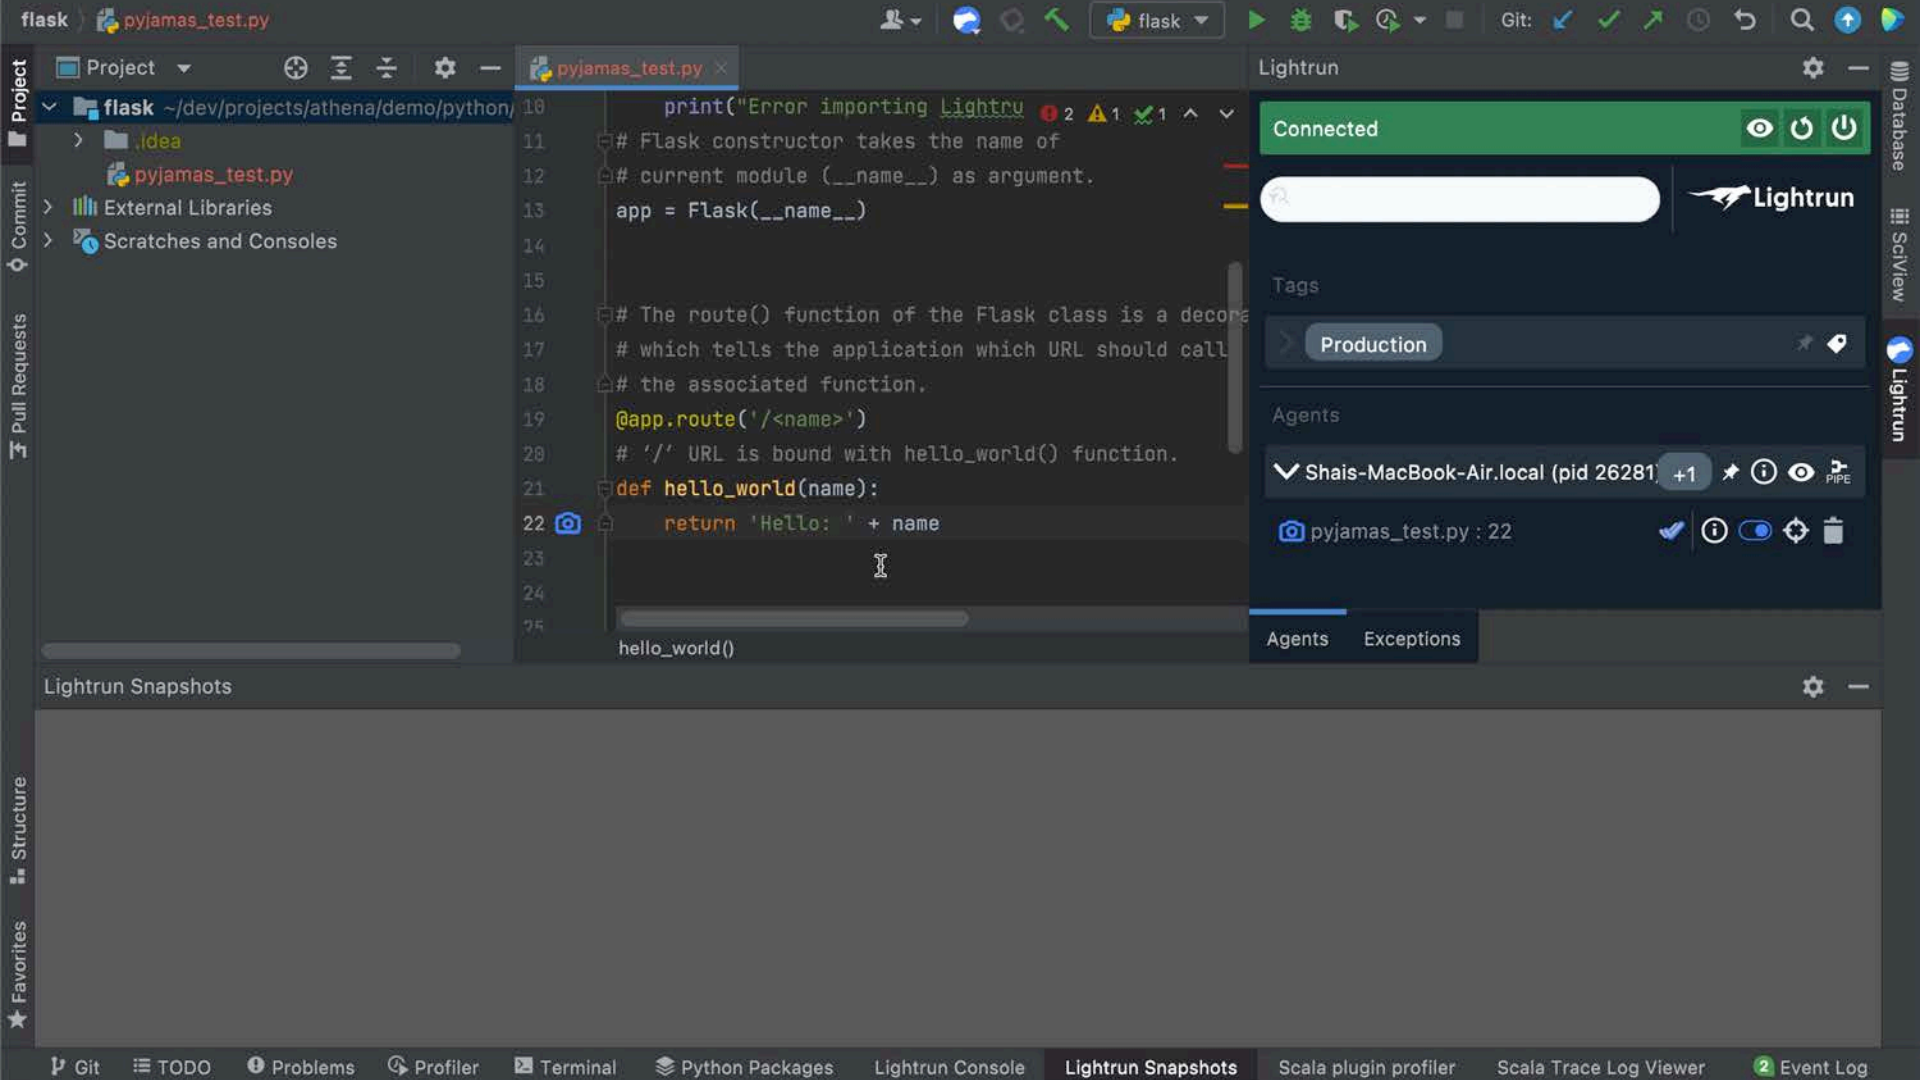 flask
pyjamas_test.py
flask
Git:
Project
pyjamas_test.py
Lightrun
Project
Commit
Pull Requests
Structure
Favorites
flask ~/dev/projects/athena/demo/python/
.idea
pyjamas_test.py
External Libraries
Scratches and Consoles
2 1 1
10 print("Error importing Lightru
11 # Flask constructor takes the name of
12 # current module (__name__) as argument.
13 app = Flask(__name__)
14
15
16 # The route() function of the Flask class is a decora
17 # which tells the application which URL should call
18 # the associated function.
19 @app.route('/<name>')
20 # ‘/’ URL is bound with hello_world() function.
21 def hello_world(name):
22 return 'Hello: ' + name
23
24
25
hello_world()
Connected
Lightrun
Tags
Production
Agents
Shais-MacBook-Air.local (pid 26281)
+1
PIPE
pyjamas_test.py : 22
Agents
Exceptions
Database
SciView
Lightrun
Lightrun Snapshots
Git
TODO
Problems
Profiler
Terminal
Python Packages
Lightrun Console
Lightrun Snapshots
Scala plugin profiler
Scala Trace Log Viewer
2 Event Log